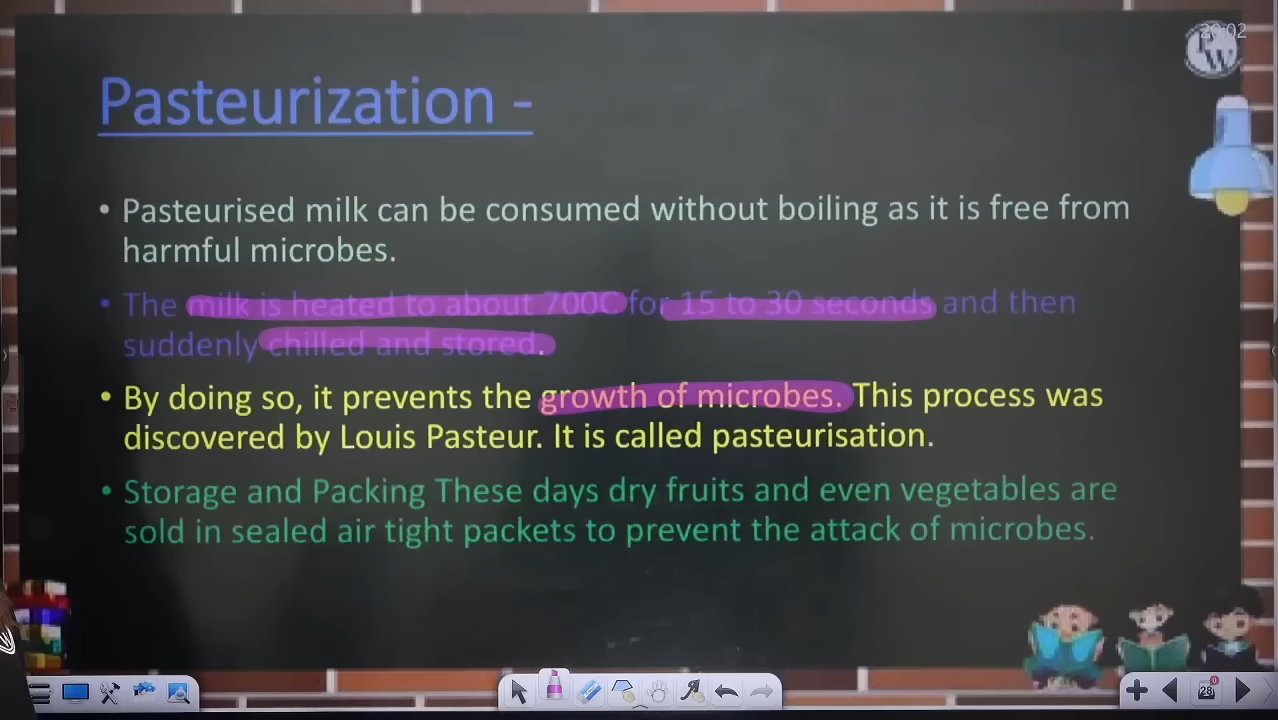 20:02
PW
Pasteurization -
• Pasteurised milk can be consumed without boiling as it is free from
harmful microbes.
• The milk is heated to about 700C for 15 to 30 seconds and then
suddenly chilled and stored.
• By doing so, it prevents the growth of microbes. This process was
discovered by Louis Pasteur. It is called pasteurisation.
• Storage and Packing These days dry fruits and even vegetables are
sold in sealed air tight packets to prevent the attack of microbes.
28